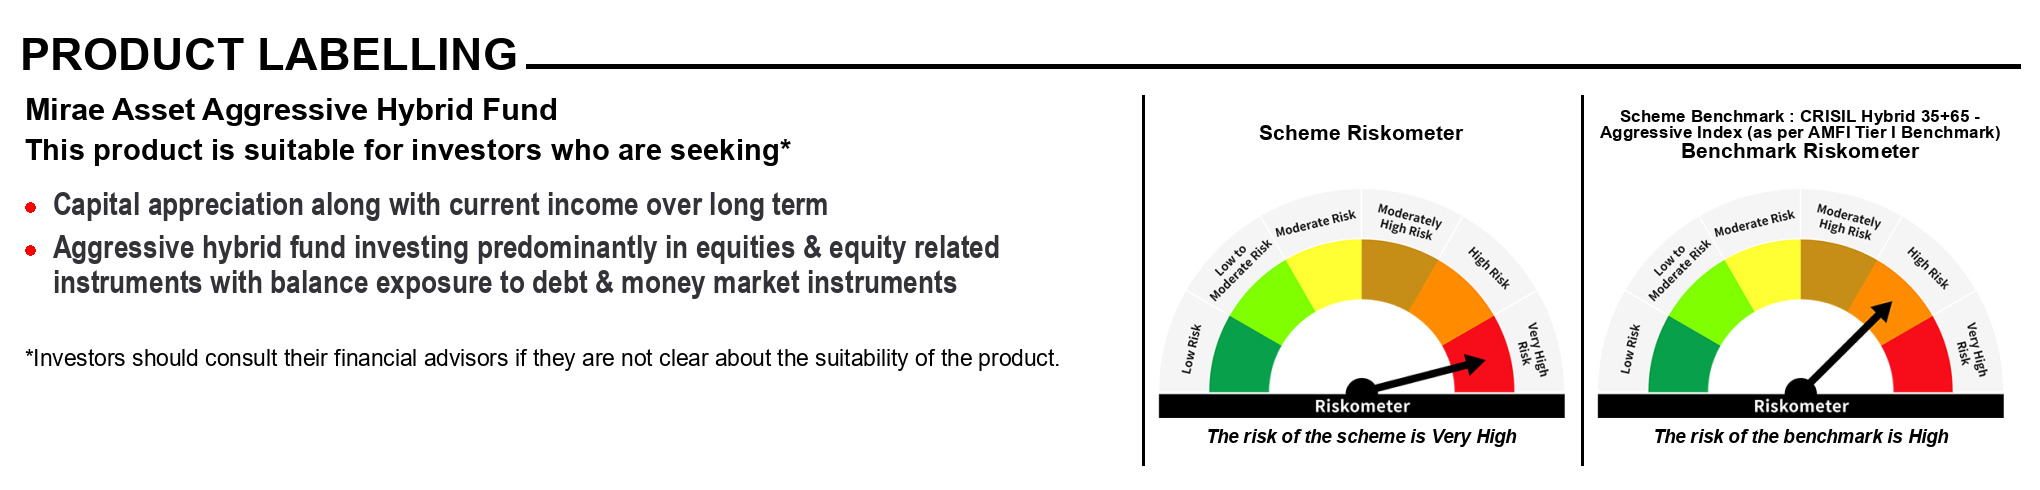 PRODUCT LABELLING
Mirae Asset Aggressive Hybrid Fund
This product is suitable for investors who are seeking*
• Capital appreciation along with current income over long term
• Aggressive hybrid fund investing predominantly in equities & equity related
instruments with balance exposure to debt & money market instruments
*Investors should consult their financial advisors if they are not clear about the suitability of the product.
Scheme Riskometer
Low Risk
Low to
Moderate Risk
Moderate Risk
Moderately
High Risk
High Risk
Very High
Risk
Riskometer
The risk of the scheme is Very High
Scheme Benchmark : CRISIL Hybrid 35+65 -
Aggressive Index (as per AMFI Tier I Benchmark)
Benchmark Riskometer
Low Risk
Low to
Moderate Risk
Moderate Risk
Moderately
High Risk
High Risk
Very High
Risk
Riskometer
The risk of the benchmark is High